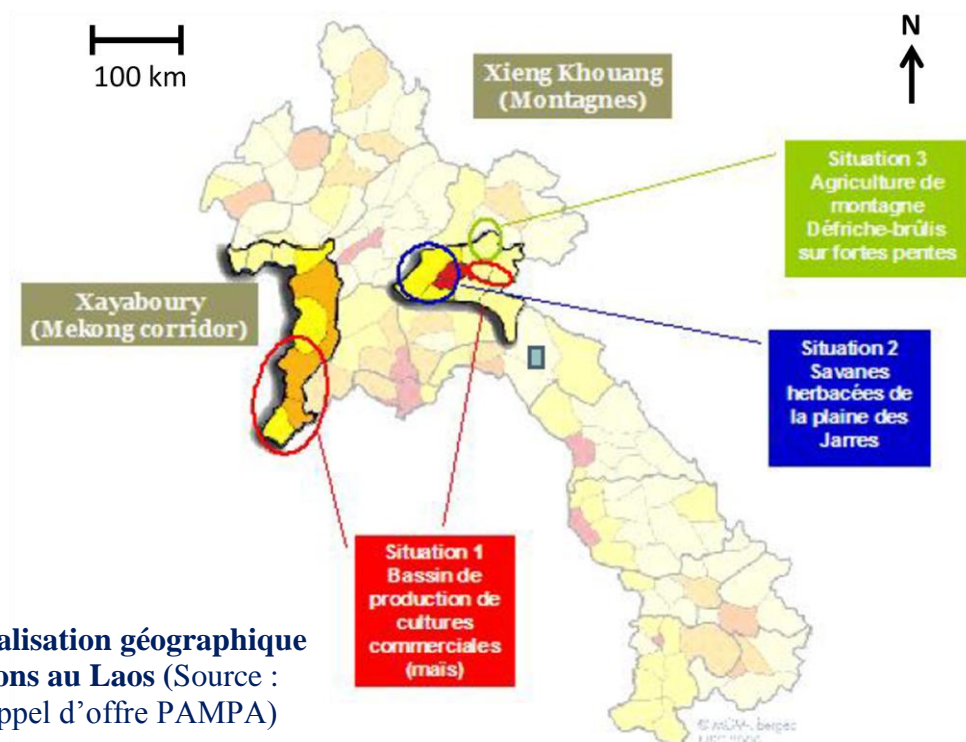 100 km
N
Xieng Khouang
(Montagnes)
Situation 3
Agriculture de
montagne
Défriche-brûlis
sur fortes pentes
Xayaboury
(Mekong corridor)
Situation 2
Savanes
herbacées de
la plaine des
Jarres
Situation 1
Bassin de
production de
cultures
commerciales
(maïs)
alisation géographique
ons au Laos (Source :
ppel d’offre PAMPA)
©